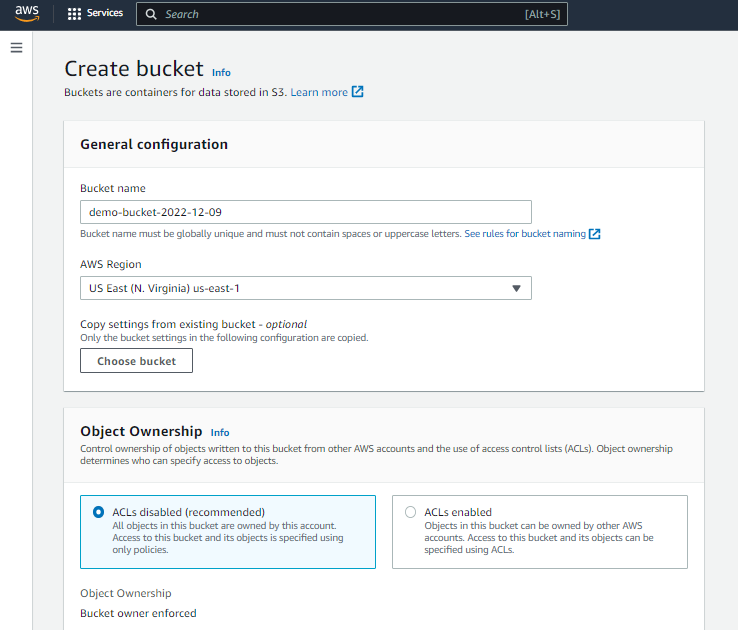 aws Services Search [Alt+S]
Create bucket Info
Buckets are containers for data stored in S3. Learn more
General configuration
Bucket name
demo-bucket-2022-12-09
Bucket name must be globally unique and must not contain spaces or uppercase letters. See rules for bucket naming
AWS Region
US East (N. Virginia) us-east-1
Copy settings from existing bucket - optional
Only the bucket settings in the following configuration are copied.
Choose bucket
Object Ownership Info
Control ownership of objects written to this bucket from other AWS accounts and the use of access control lists (ACLs). Object ownership
determines who can specify access to objects.
ACLs disabled (recommended)
All objects in this bucket are owned by this account.
Access to this bucket and its objects is specified using
only policies.
ACLs enabled
Objects in this bucket can be owned by other AWS
accounts. Access to this bucket and its objects can be
specified using ACLs.
Object Ownership
Bucket owner enforced